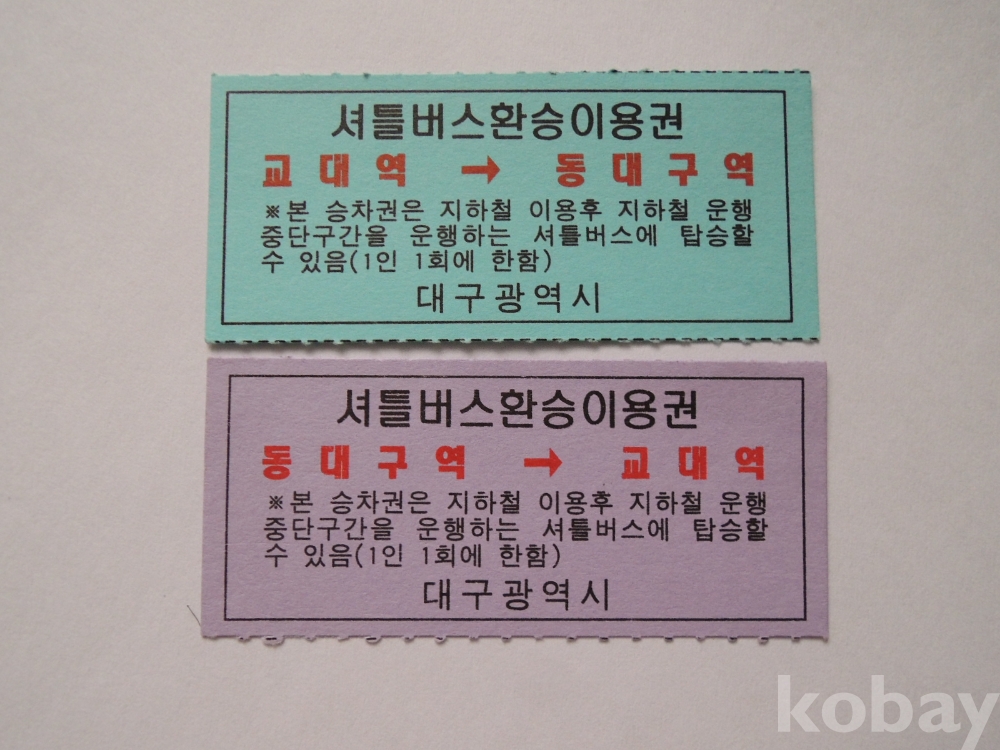 셔틀버스환승이용권
교대역 → 동대구역
※본 승차권은 지하철 이용후 지하철 운행
중단구간을 운행하는 셔틀버스에 탑승할
수 있음(1인 1회에 한함)
대구광역시
셔틀버스환승이용권
동대구역 → 교대역
※본 승차권은 지하철 이용후 지하철 운행
중단구간을 운행하는 셔틀버스에 탑승할
수 있음(1인 1회에 한함)
대구광역시
kobay